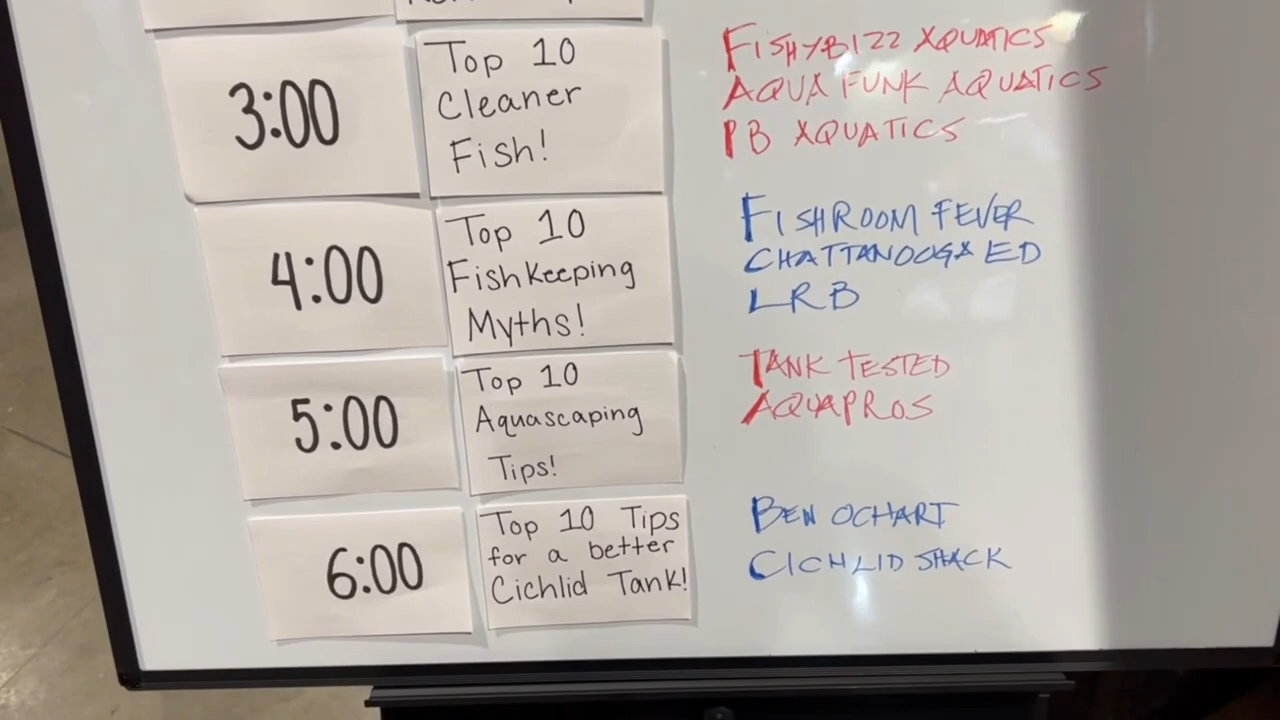 3:00
Top 10
Cleaner
Fish!
FISHYBIZZ AQUATICS
AQUA FUNK AQUATICS
PB AQUATICS
4:00
Top 10
FishKeeping
Myths!
FISHROOM FEVER
CHATTANOOGA ED
LRB
5:00
Top 10
Aquascaping
Tips!
TANK TESTED
AQUAPROS
6:00
Top 10 Tips
for a better
Cichlid Tank!
BEN OCHART
CICHLID SHACK